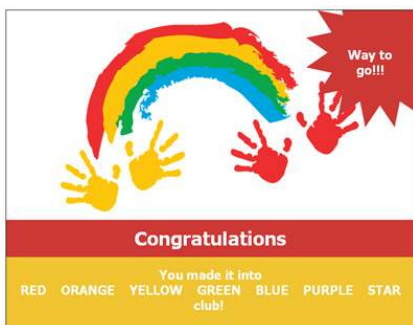 Way to
go!!!
Congratulations
You made it into
RED ORANGE YELLOW GREEN BLUE PURPLE STAR
club!